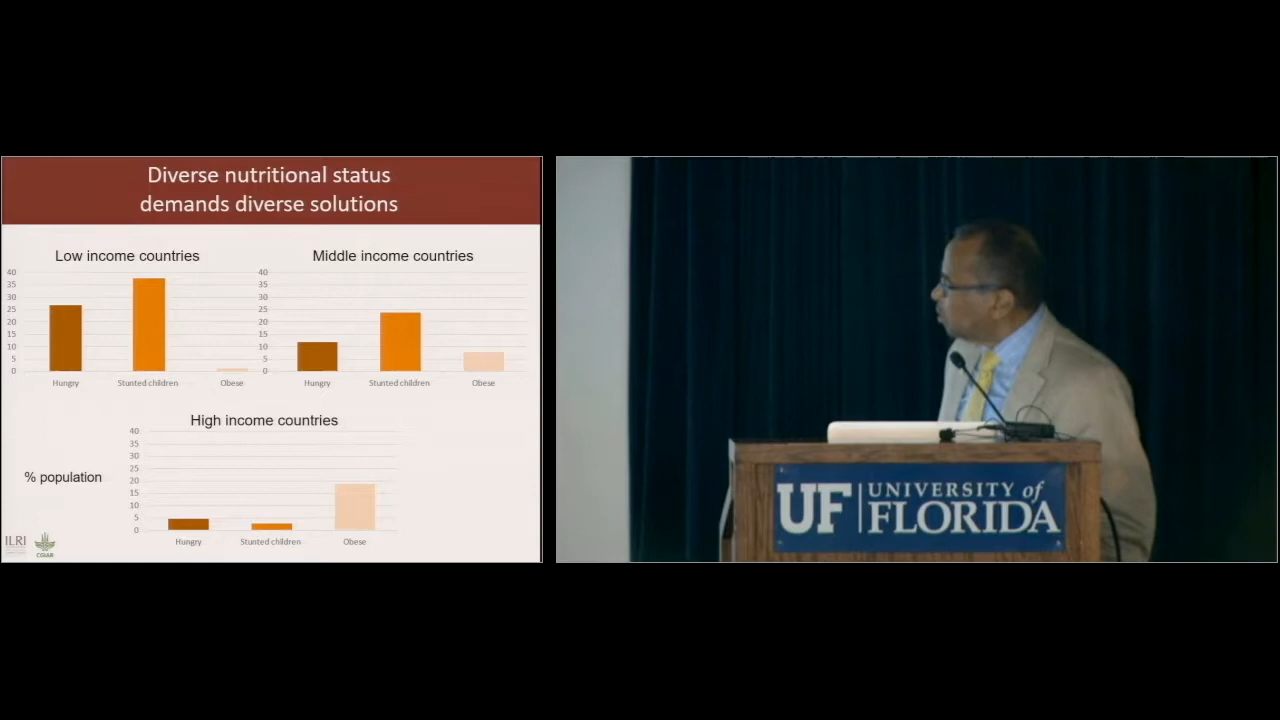 Diverse nutritional status
demands diverse solutions
Low income countries
40
35
30
25
20
15
10
5
0
Hungry
Stunted children
Obese
Middle income countries
40
35
30
25
20
15
10
5
0
Hungry
Stunted children
Obese
High income countries
40
35
30
25
20
15
10
5
0
Hungry
Stunted children
Obese
% population
ILRI
CGIAR
UF
UNIVERSITY of
FLORIDA